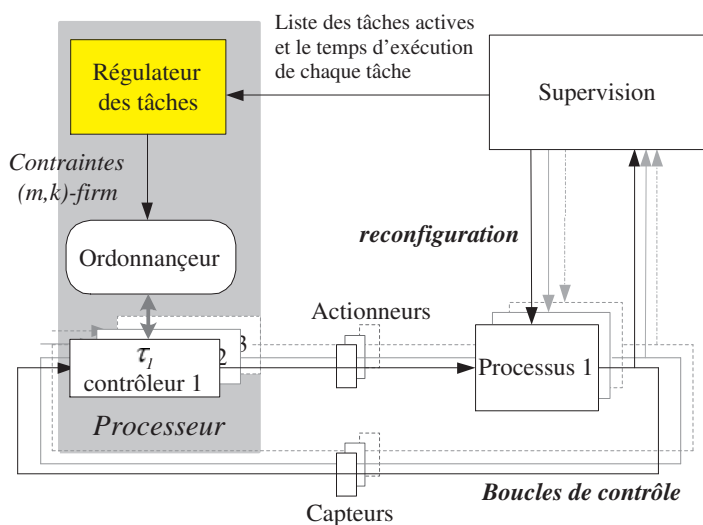 Liste des tâches actives
et le temps d'exécution
de chaque tâche
Régulateur
des tâches
Supervision
Contraintes
(m,k)-firm
reconfiguration
Ordonnançeur
Actionneurs
3
2
τ1
contrôleur 1
Processus 1
Processeur
Capteurs
Boucles de contrôle